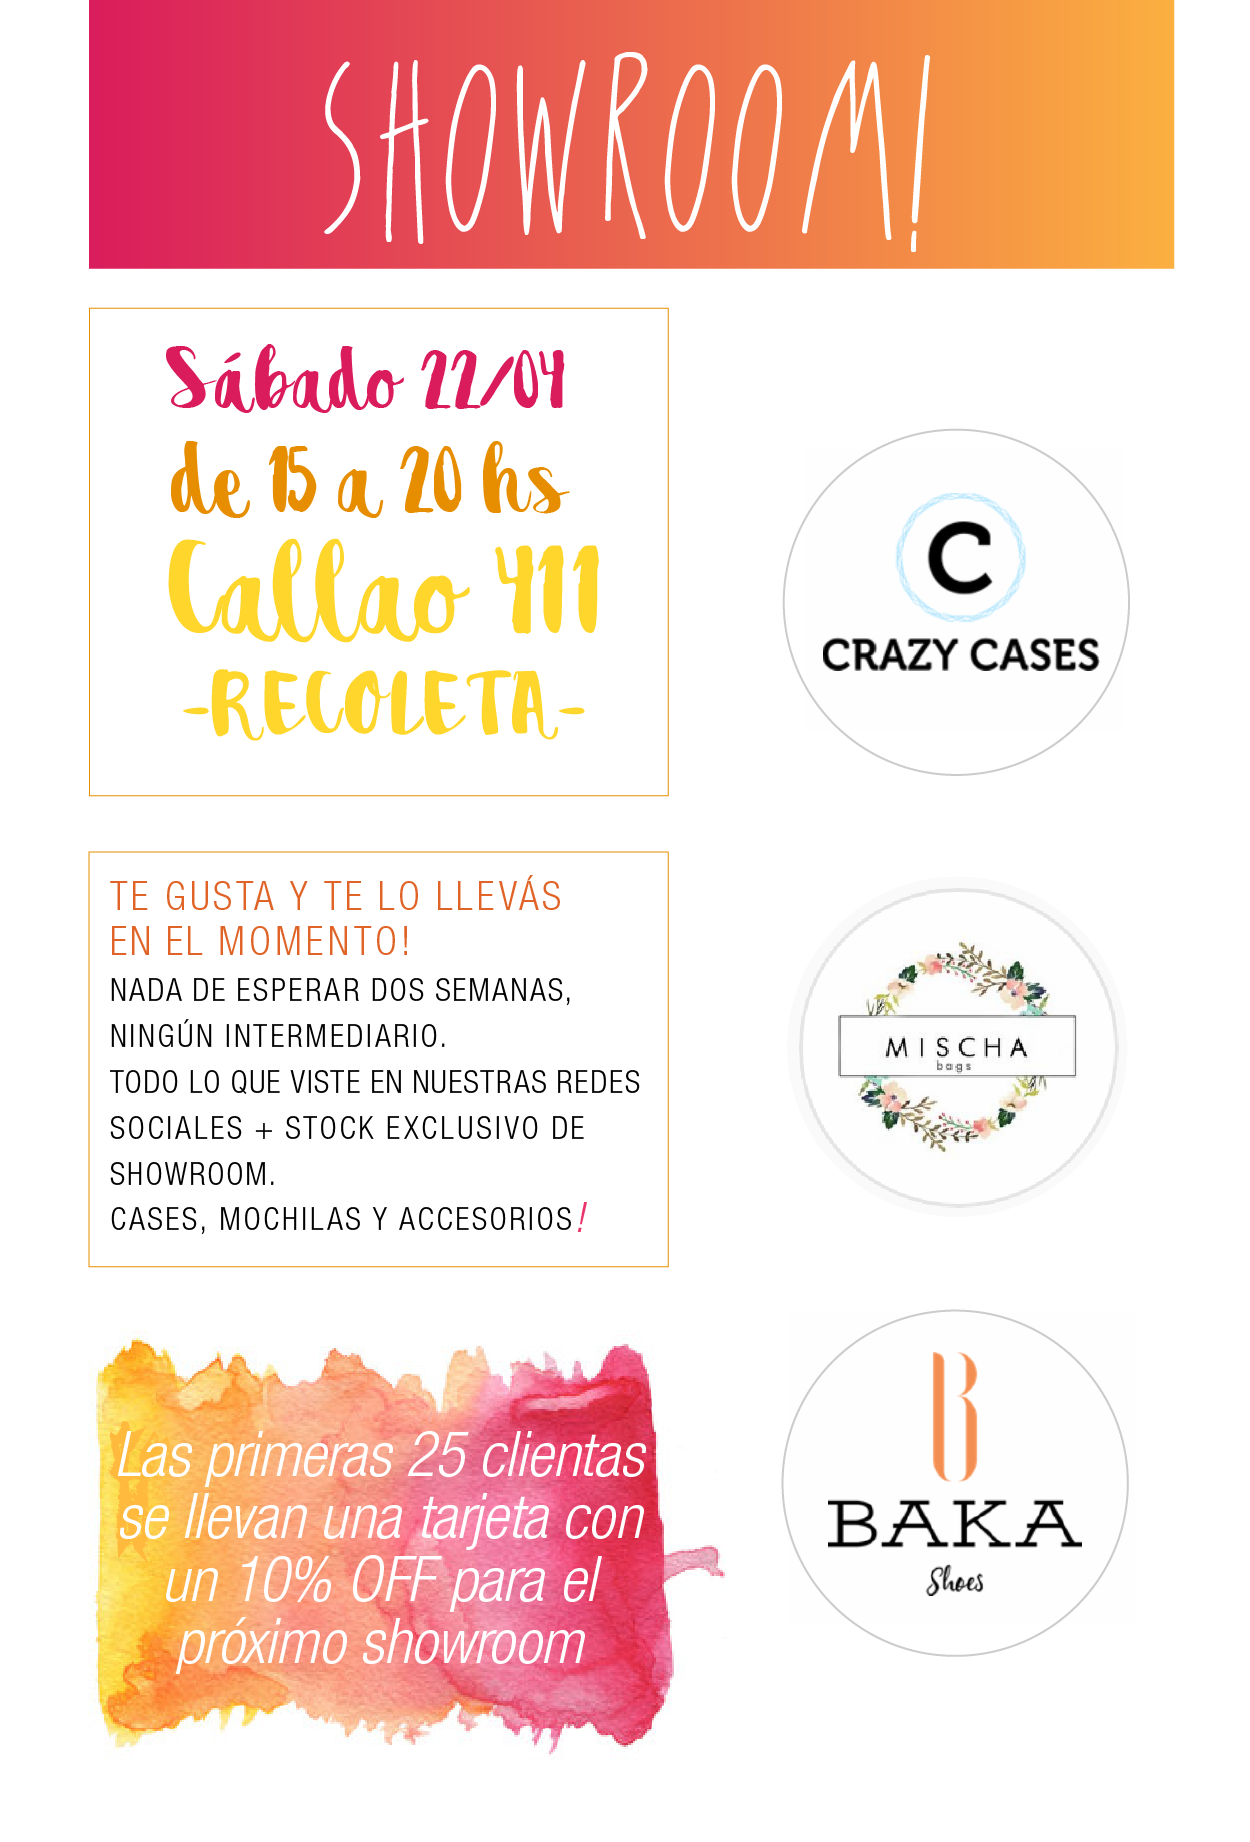 SHOWROOM!
Sábado 22/04
de 15 a 20 hs
Callao 411
-RECOLETA-
C
CRAZY CASES
TE GUSTA Y TE LO LLEVÁS
EN EL MOMENTO!
NADA DE ESPERAR DOS SEMANAS,
NINGÚN INTERMEDIARIO.
TODO LO QUE VISTE EN NUESTRAS REDES
SOCIALES + STOCK EXCLUSIVO DE
SHOWROOM.
CASES, MOCHILAS Y ACCESORIOS!
MISCHA
bags
Las primeras 25 clientas
se llevan una tarjeta con
un 10% OFF para el
próximo showroom
B
BAKA
Shoes